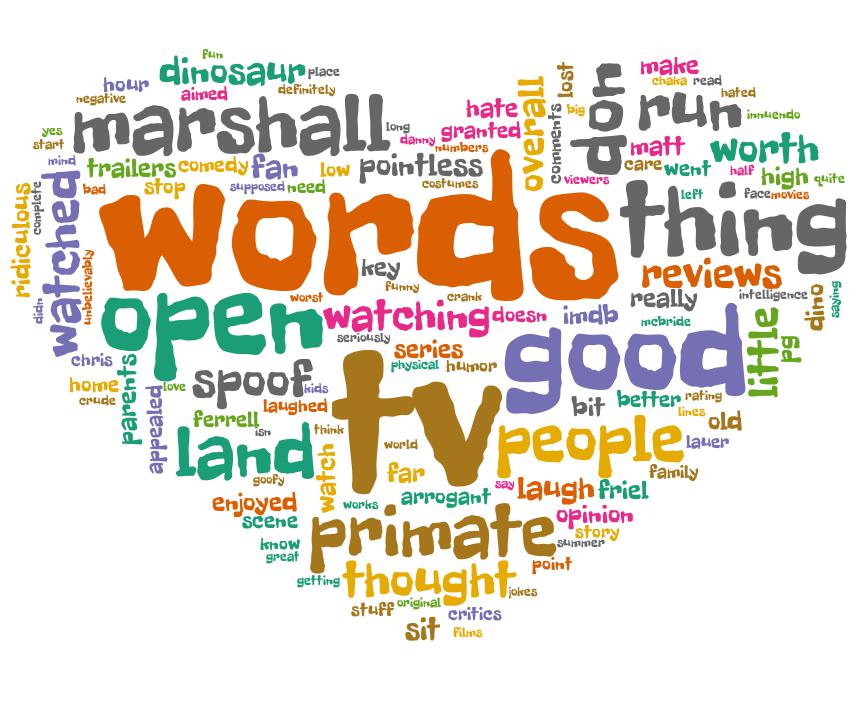 fun
dinosaur
place
hour
negative
aimed
definitely
lost
make
chaka
read
hated
marshall
long
hate
granted
danny
numbers
overall
comments
big
don
run
innuendo
yes
start
mind
trailers
comedy
fan
low
pointless
matt
care
went
worth
half
high
quite
bad
stop
supposed
need
costumes
viewers
left
face
movies
ridiculous
complete
watched
words
thing
didn
unbelievably
key
funny
crank
worst
reviews
really
intelligence
dino
saying
open
watching
doesn
imdb
mcbride
seriously
series
physical
humor
good
little
pg
chris
parents
home
crude
appealed
love
spoof
kids
tv
bit
better
rating
lines
old
ferrell
laughed
isn
think
land
world
people
lauer
goofy
watch
far
say
family
enjoyed
scene
works
arrogant
laugh
friel
know
great
primate
opinion
story
summer
point
getting
thought
jokes
stuff
original
critics
sit
films